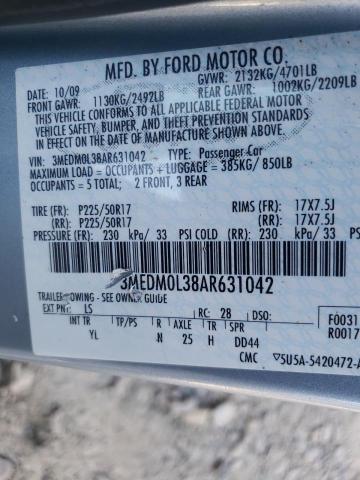 MFD. BY FORD MOTOR CO.
DATE: 10/09 GVWR: 2132KG/4701LB
FRONT GAWR: 1130KG/2492LB REAR GAWR: 1002KG/2209LB
THIS VEHICLE CONFORMS TO ALL APPLICABLE FEDERAL MOTOR
VEHICLE SAFETY, BUMPER, AND THEFT PREVENTION STANDARDS
IN EFFECT ON THE DATE OF MANUFACTURE SHOWN ABOVE
VIN: 3MEDM0L38AR631042 TYPE: Passenger Car
MAXIMUM LOAD = OCCUPANTS + LUGGAGE = 385KG/ 850LB
OCCUPANTS = 5 TOTAL; 2 FRONT, 3 REAR
TIRE (FR): P225/50R17 RIMS (FR): 17X7.5J
(RR): P225/50R17 (RR): 17X7.5J
PRESSURE (FR): 230 kPa/ 33 PSI COLD (RR): 230 kPa/ 33
3MEDM0L38AR631042
TRAILER TOWING - SEE OWNER GUIDE
EXT PNT: LS RC: 28 DSO: F0031
INT TR TP/PS R AXLE TR SPR R0017
YL N 25 H DD44
CMC ▽5U5A-5420472-A